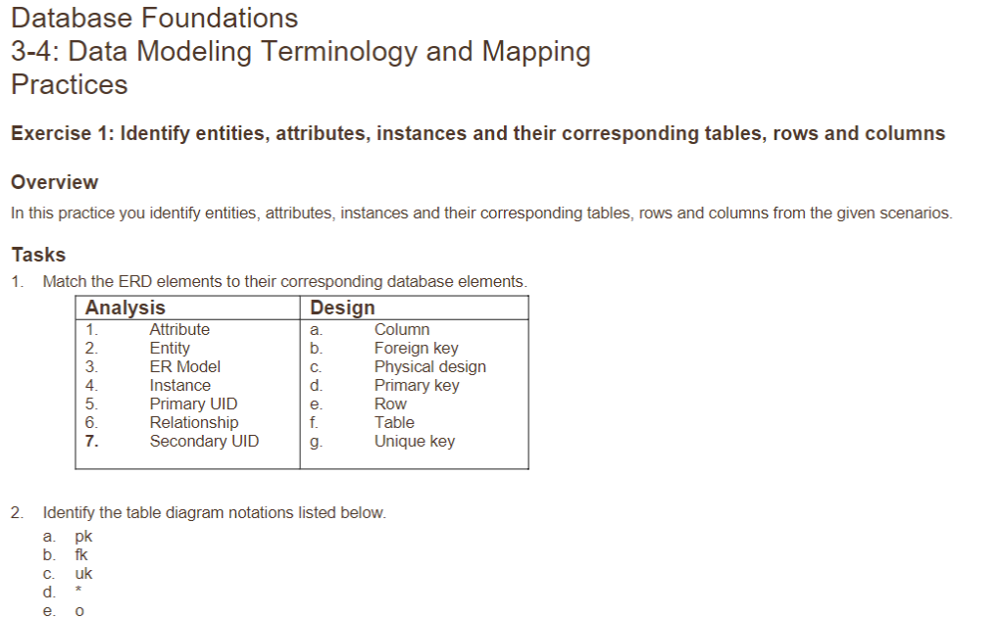 Database Foundations
3-4: Data Modeling Terminology and Mapping
Practices
Exercise 1: Identify entities, attributes, instances and their corresponding tables, rows and columns
Overview
In this practice you identify entities, attributes, instances and their corresponding tables, rows and columns from the given scenarios.
Tasks
1. Match the ERD elements to their corresponding database elements.
Analysis Design
1. Attribute a. Column
2. Entity b. Foreign key
3. ER Model c. Physical design
4. Instance d. Primary key
5. Primary UID e. Row
6. Relationship f. Table
7. Secondary UID g. Unique key
2. Identify the table diagram notations listed below.
a. pk
b. fk
c. uk
d. *
e. o